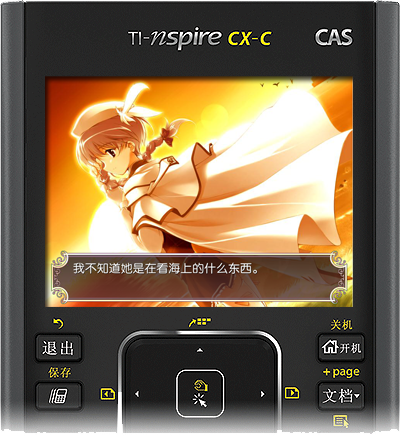 TI-nspire CX-C CAS
我不知道她是在看海上的什么东西。
关机
退出
开机
保存
+page
文档